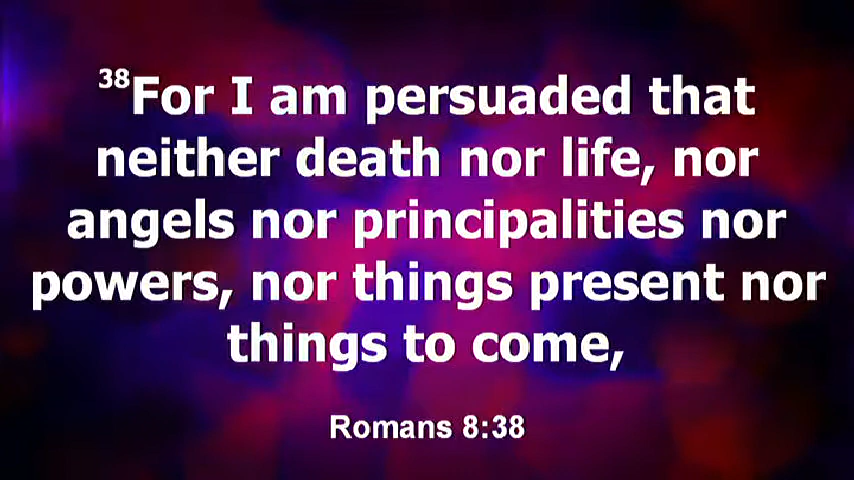 38For I am persuaded that
neither death nor life, nor
angels nor principalities nor
powers, nor things present nor
things to come,
Romans 8:38